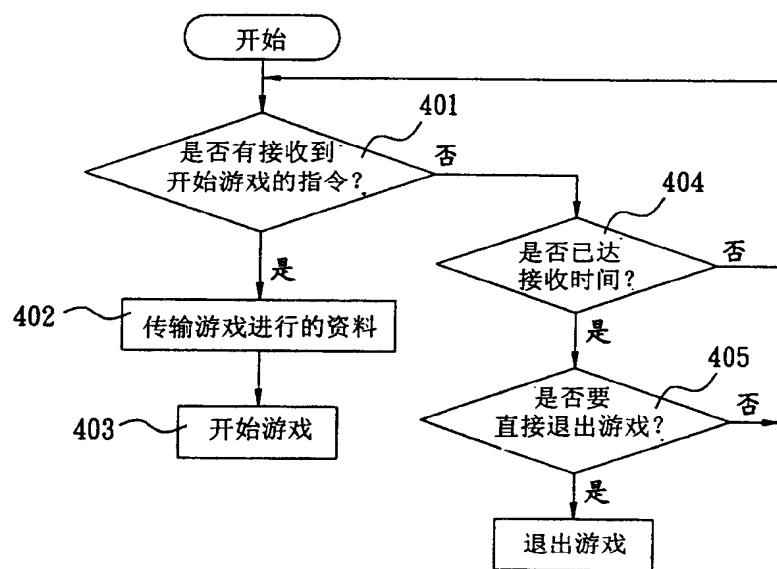 开始
401
是否有接收到
开始游戏的指令?
否
404
是否已达
接收时间?
否
是
402
传输游戏进行的资料
是
405
是否要
直接退出游戏?
否
403
开始游戏
是
退出游戏